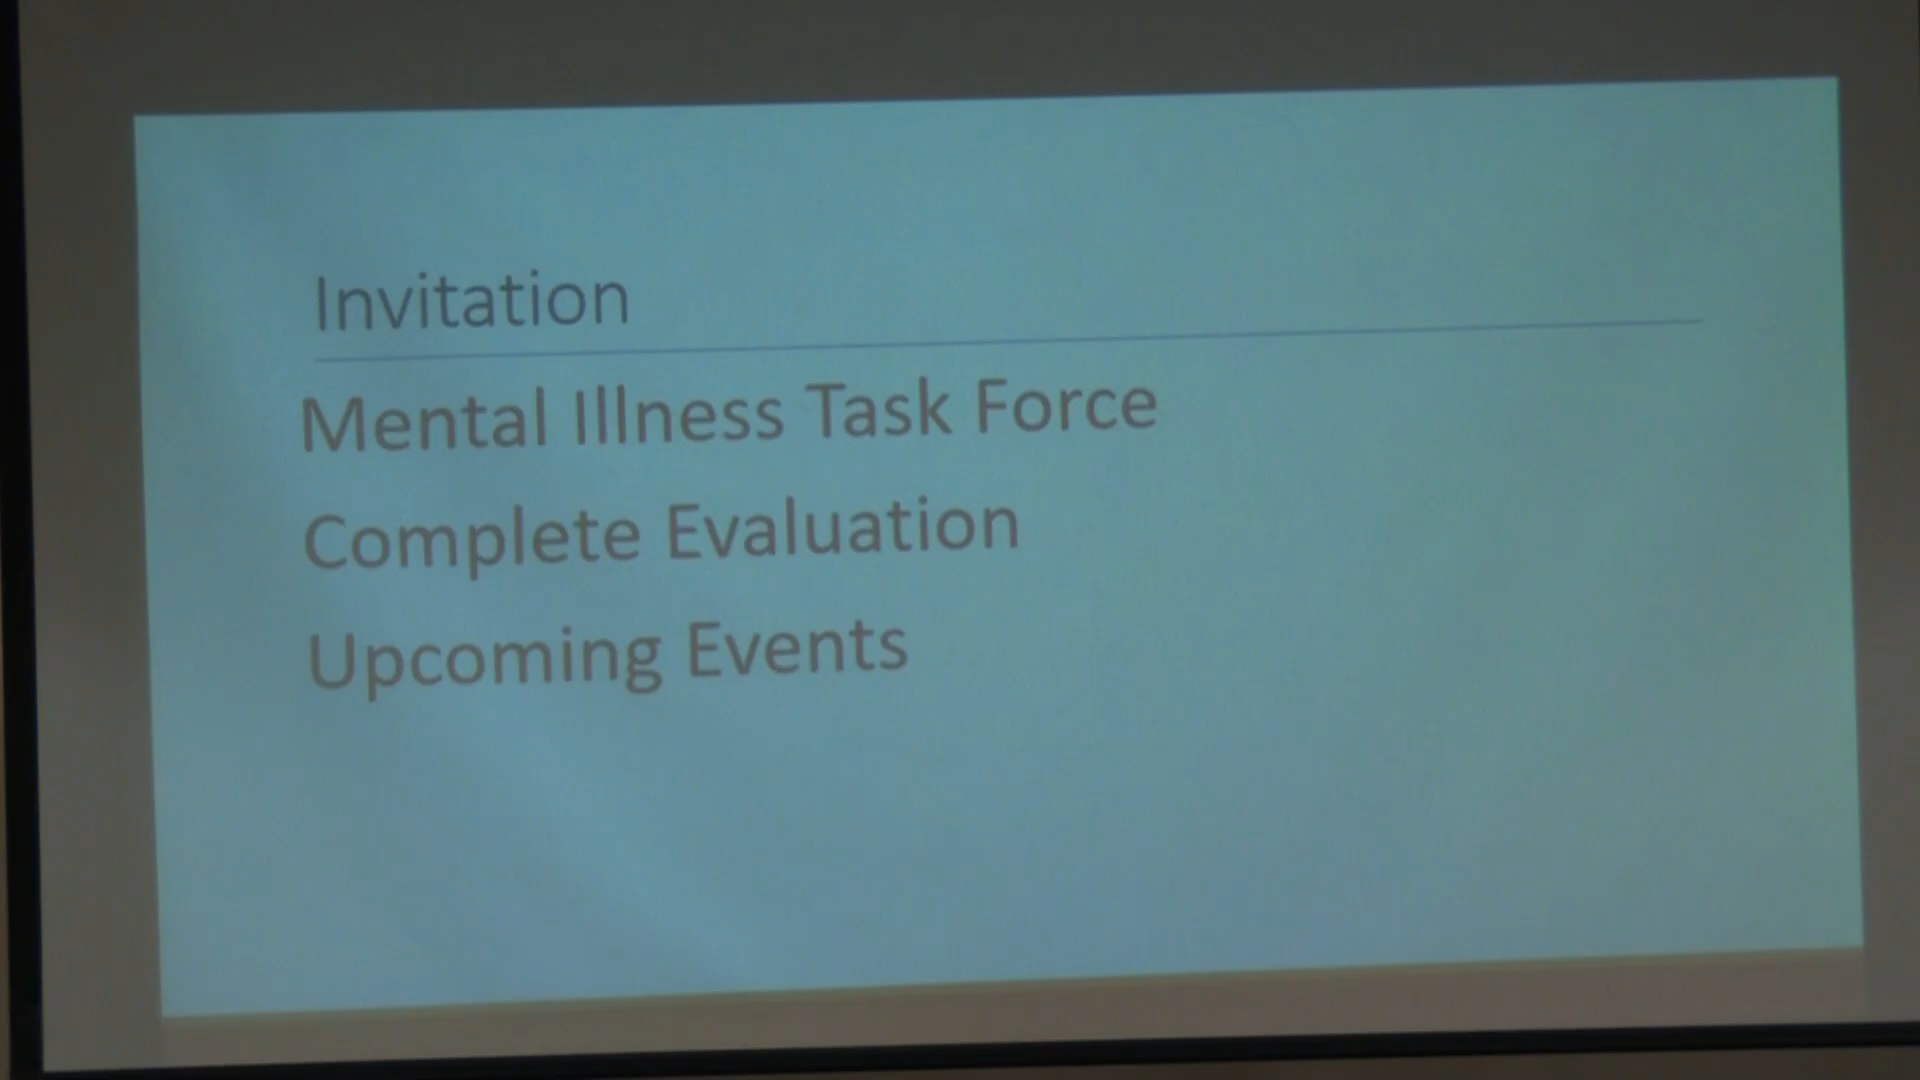 Invitation
Mental Illness Task Force
Complete Evaluation
Upcoming Events